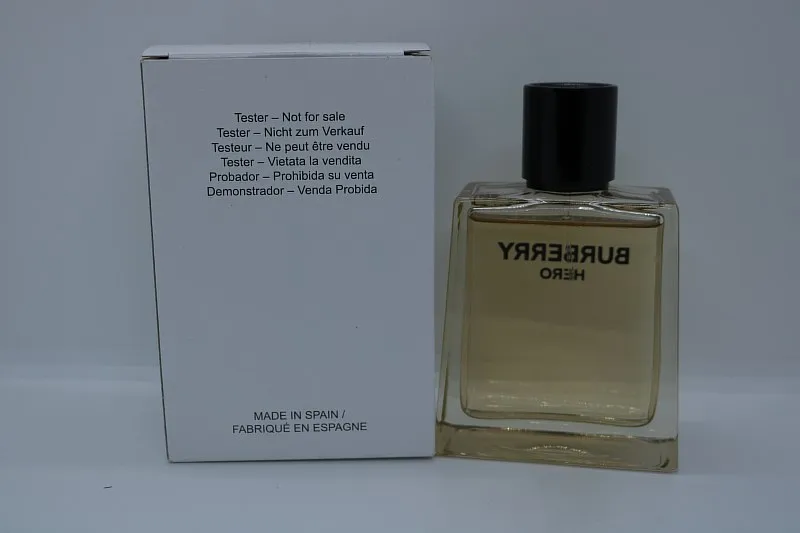 Tester – Not for sale
Tester – Nicht zum Verkauf
Testeur – Ne peut être vendu
Tester – Vietata la vendita
Probador – Prohibida su venta
Demonstrador – Venda Probida
MADE IN SPAIN /
FABRIQUÉ EN ESPAGNE
BURBERRY
HERO